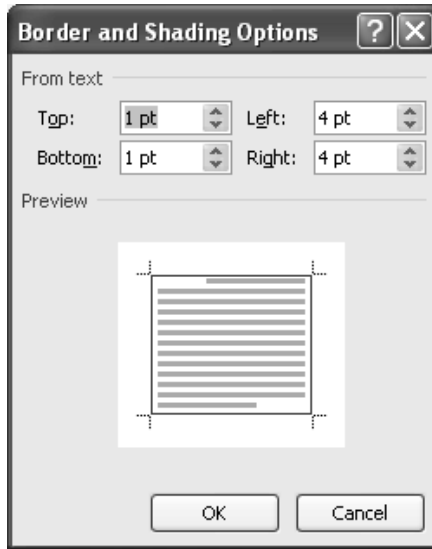 Border and Shading Options ? X
From text
Top: 1 pt Left: 4 pt
Bottom: 1 pt Right: 4 pt
Preview
OK Cancel